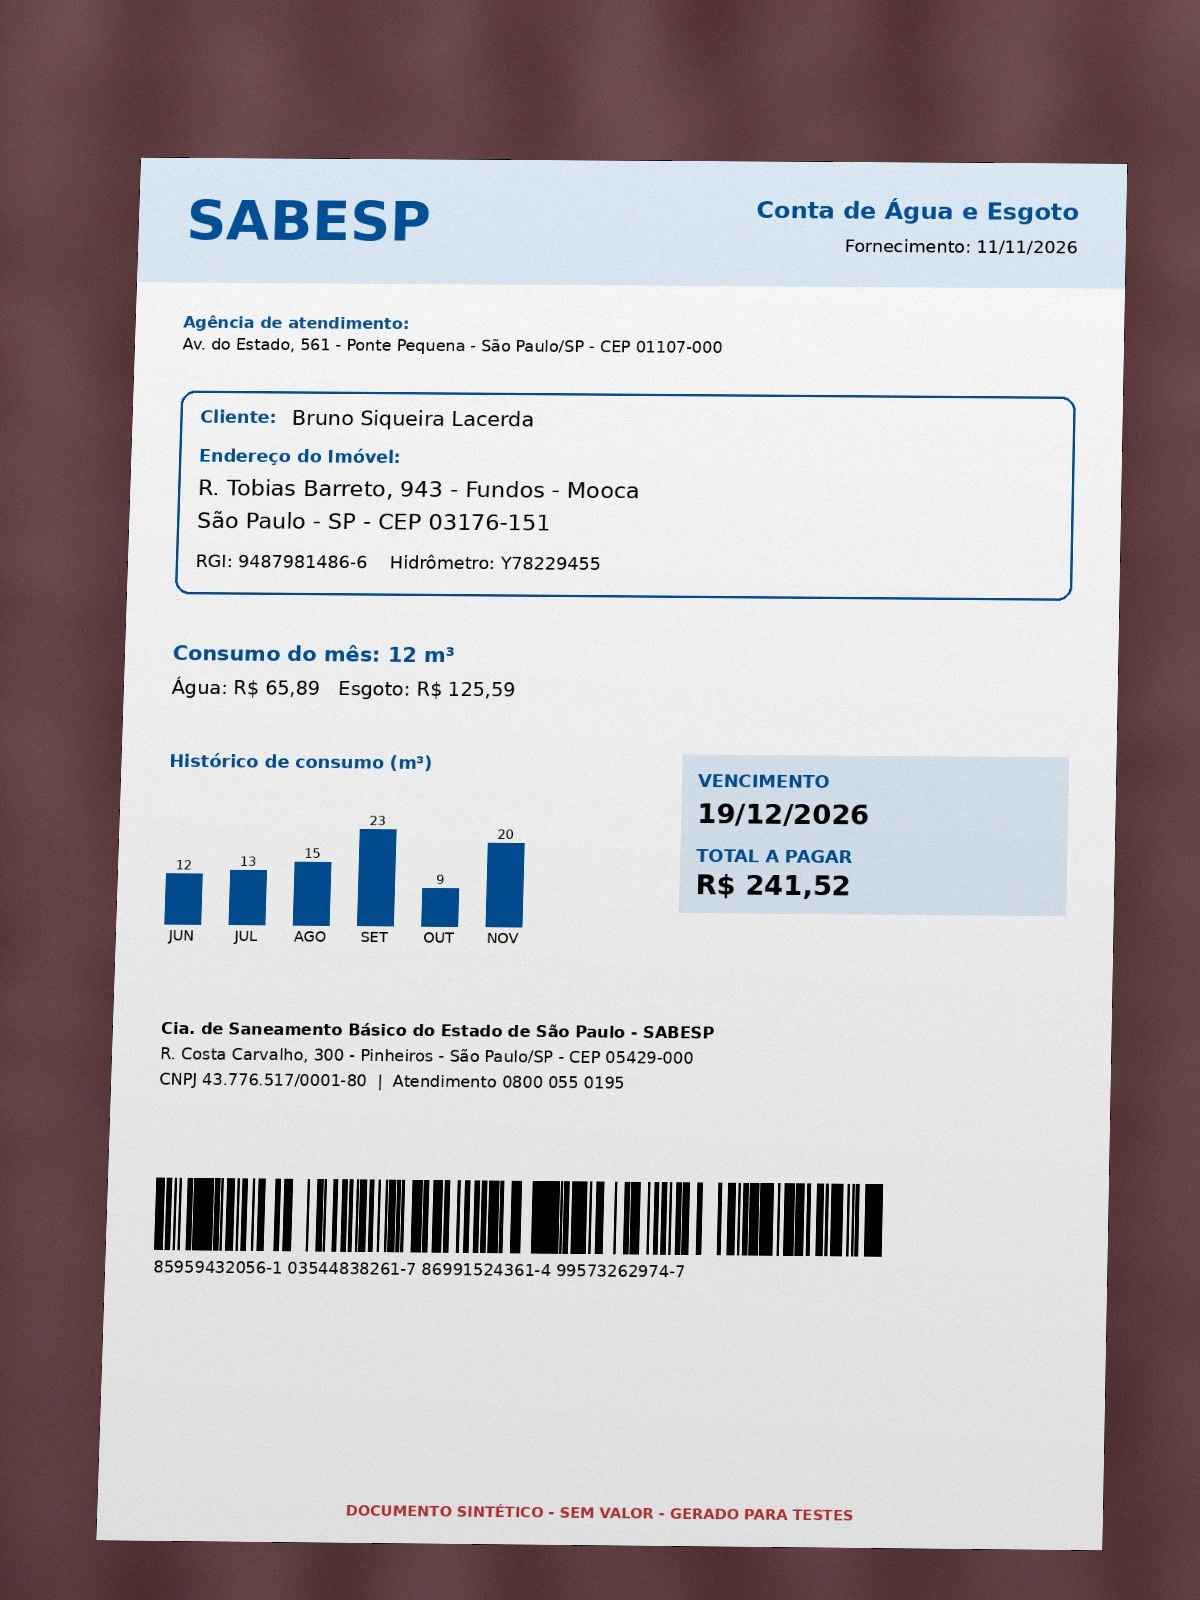 SABESP
Conta de Água e Esgoto
Fornecimento: 11/11/2026
Agência de atendimento:
Av. do Estado, 561 - Ponte Pequena - São Paulo/SP - CEP 01107-000
Cliente: Bruno Siqueira Lacerda
Endereço do Imóvel:
R. Tobias Barreto, 943 - Fundos - Mooca
São Paulo - SP - CEP 03176-151
RGI: 9487981486-6 Hidrômetro: Y78229455
Consumo do mês: 12 m³
Água: R$ 65,89 Esgoto: R$ 125,59
Histórico de consumo (m³)
12 13 15 23 9 20
JUN JUL AGO SET OUT NOV
VENCIMENTO
19/12/2026
TOTAL A PAGAR
R$ 241,52
Cia. de Saneamento Básico do Estado de São Paulo - SABESP
R. Costa Carvalho, 300 - Pinheiros - São Paulo/SP - CEP 05429-000
CNPJ 43.776.517/0001-80 | Atendimento 0800 055 0195
85959432056-1 03544838261-7 86991524361-4 99573262974-7
DOCUMENTO SINTÉTICO - SEM VALOR - GERADO PARA TESTES